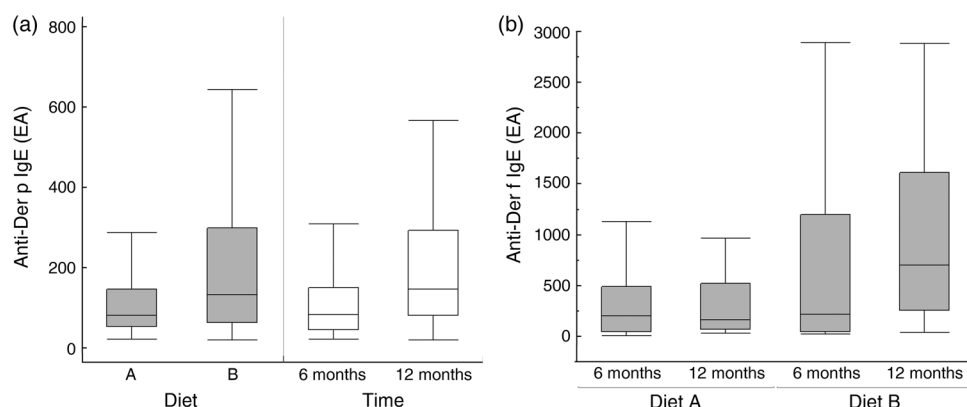 (a)
Anti-Der p IgE (EA)
800
600
400
200
0
A
B
6 months
12 months
Diet
Time
(b)
Anti-Der f IgE (EA)
3000
2500
2000
1500
1000
500
0
6 months
12 months
6 months
12 months
Diet A
Diet B